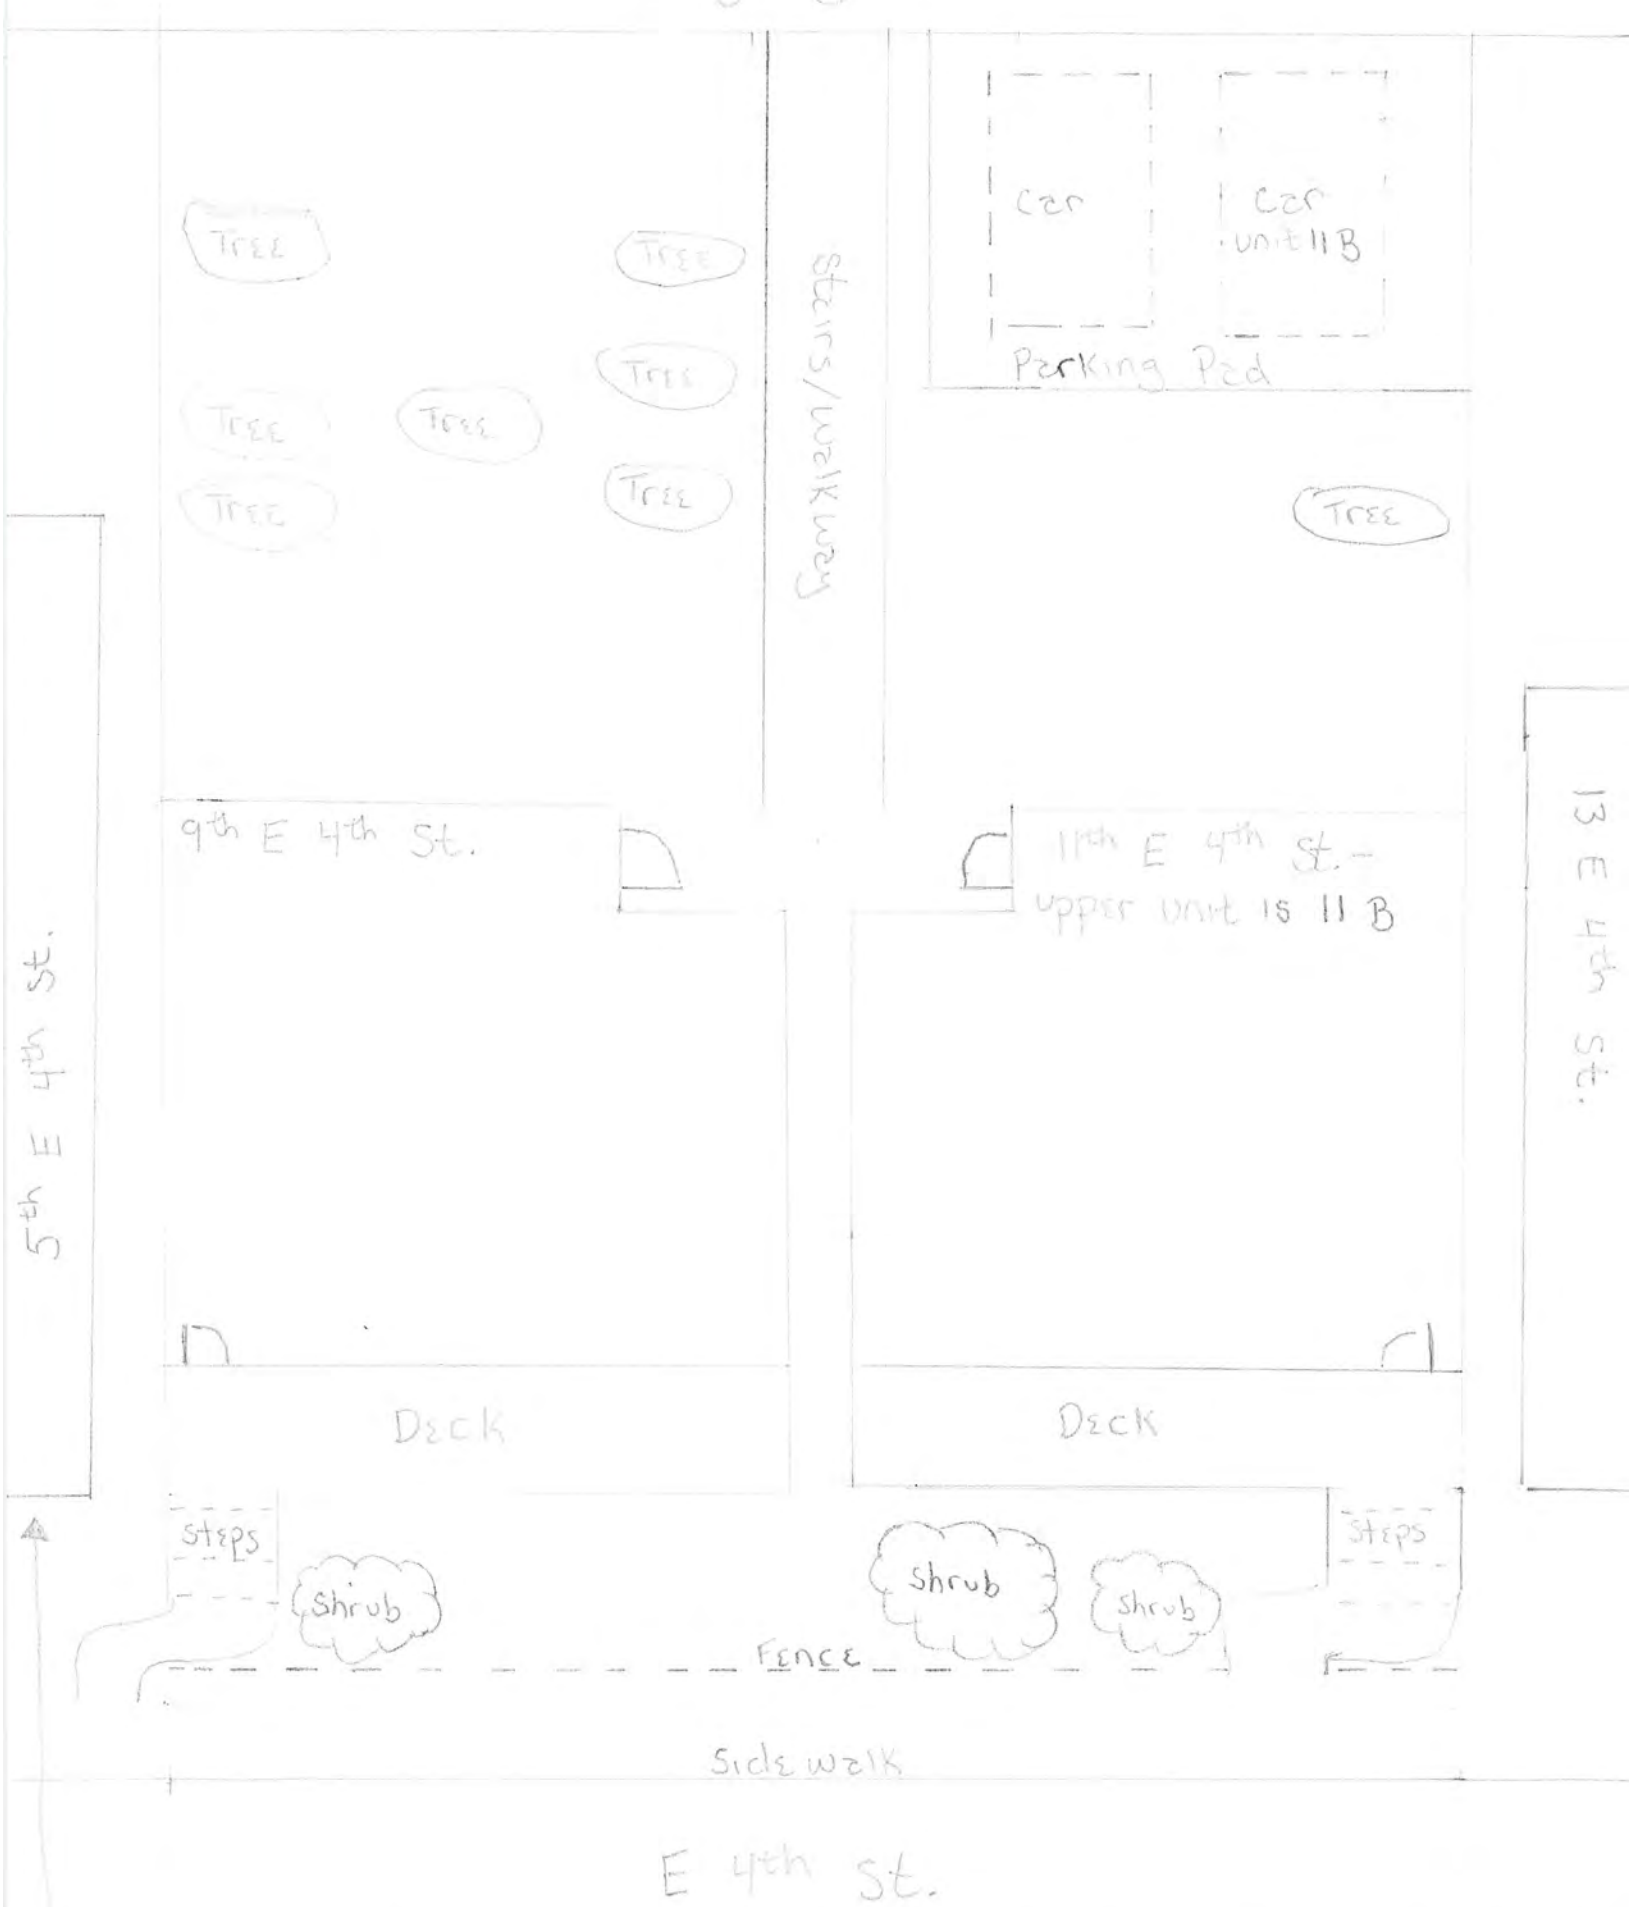 car
car
unit 11 B
Parking Pad
Tree
Tree
Tree
Tree
Tree
Tree
Tree
Tree
Stairs/walkway
9th E 4th St.
11th E 4th St. -
upper unit is 11 B
5th E 4th St.
13 E 4th St.
Deck
Deck
steps
steps
Shrub
Shrub
Shrub
Fence
Sidewalk
E 4th St.